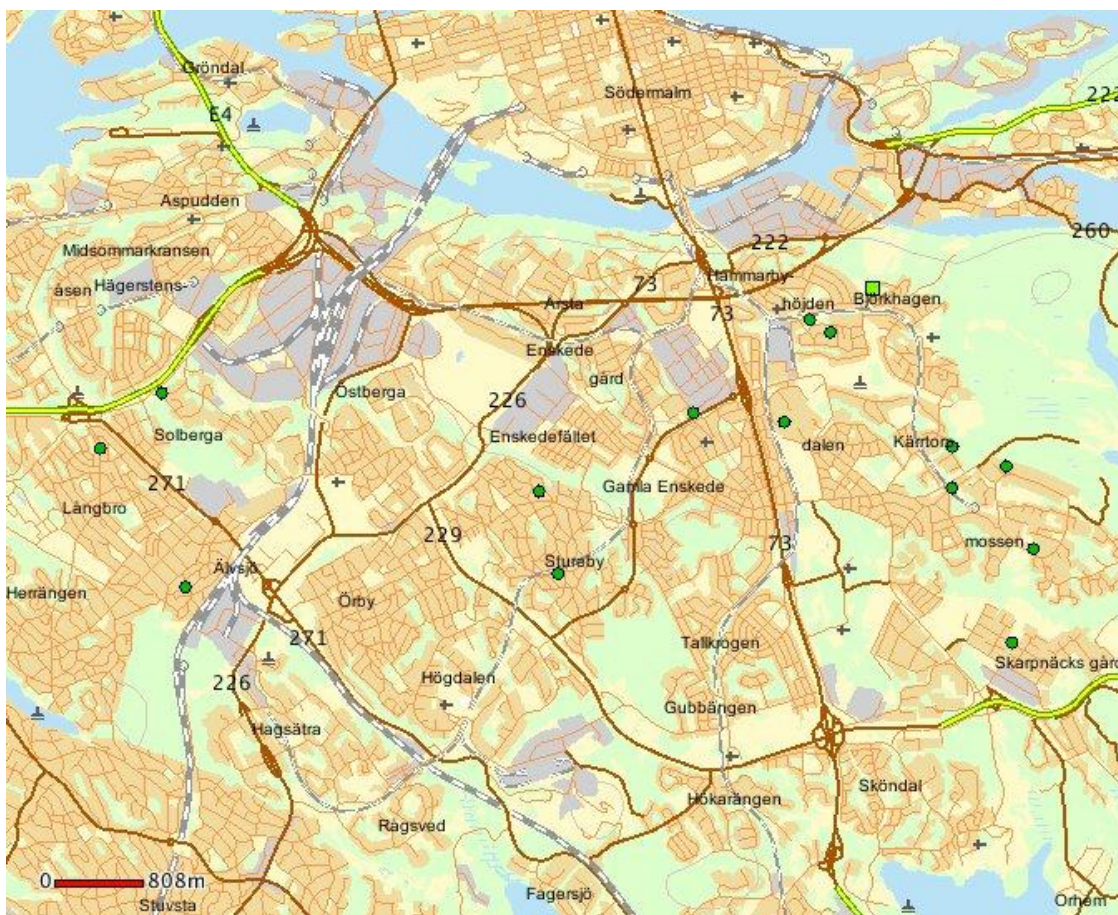 Gröndal
Södermalm
222
E4
Aspudden
Midsommarkransen
222
260
Hägerstens-
åsen
Hammarby-
höjden
Björkhagen
73
73
Årsta
Enskede
gård
Östberga
226
Enskedefältet
Solberga
dalen
Kärrtorp
271
Gamla Enskede
Långbro
229
73
mossen
Stureby
Älvsjö
Herrängen
Örby
271
Tallkrogen
Skarpnäcks gård
226
Högdalen
Gubbängen
Hagsätra
Sköndal
Hökarängen
Rågsved
0 808m
Fagersjö
Stuvsta
Orhem